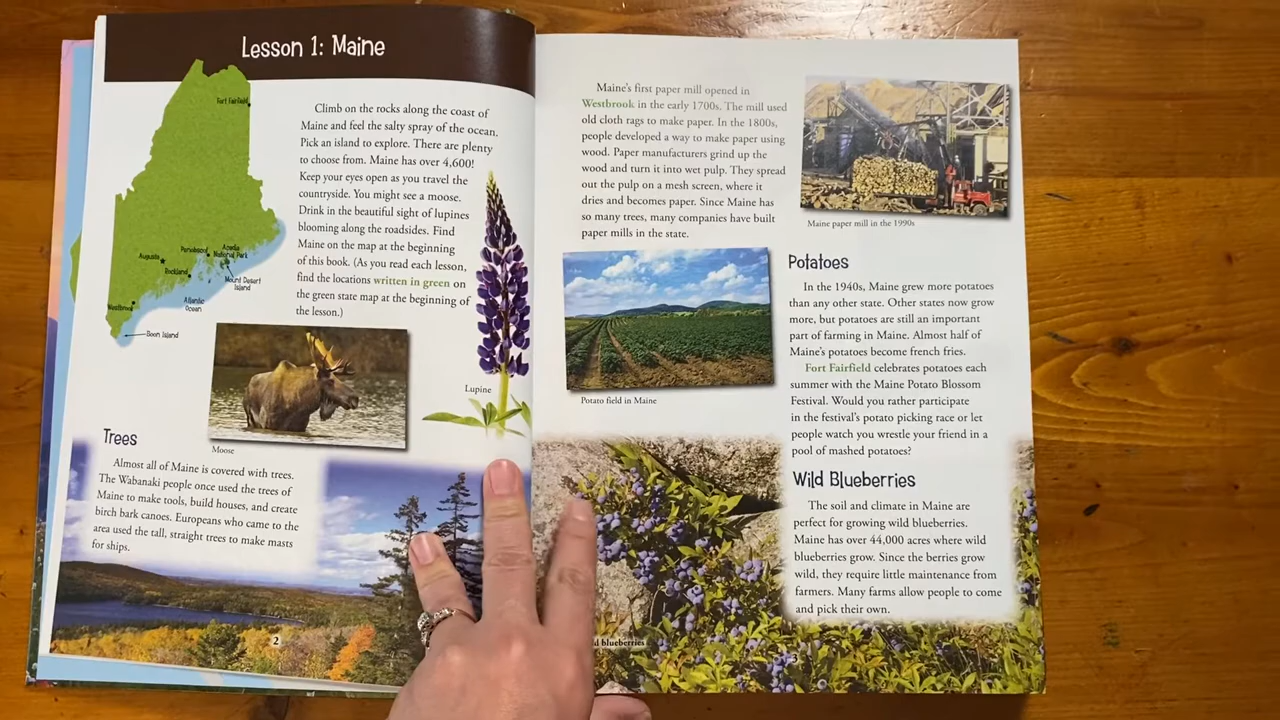 Lesson 1: Maine
Fort Fairfield
Augusta
Penobscot
Acadia
National Park
Rockland
Mount Desert
Island
Westbrook
Atlantic
Ocean
Boon Island
Climb on the rocks along the coast of
Maine and feel the salty spray of the ocean.
Pick an island to explore. There are plenty
to choose from. Maine has over 4,600!
Keep your eyes open as you travel the
countryside. You might see a moose.
Drink in the beautiful sight of lupines
blooming along the roadsides. Find
Maine on the map at the beginning
of this book. (As you read each lesson,
find the locations written in green on
the green state map at the beginning of
the lesson.)
Lupine
Moose
Trees
Almost all of Maine is covered with trees.
The Wabanaki people once used the trees of
Maine to make tools, build houses, and create
birch bark canoes. Europeans who came to the
area used the tall, straight trees to make masts
for ships.
2
Maine's first paper mill opened in
Westbrook in the early 1700s. The mill used
old cloth rags to make paper. In the 1800s,
people developed a way to make paper using
wood. Paper manufacturers grind up the
wood and turn it into wet pulp. They spread
out the pulp on a mesh screen, where it
dries and becomes paper. Since Maine has
so many trees, many companies have built
paper mills in the state.
Maine paper mill in the 1990s
Potato field in Maine
Potatoes
In the 1940s, Maine grew more potatoes
than any other state. Other states now grow
more, but potatoes are still an important
part of farming in Maine. Almost half of
Maine's potatoes become french fries.
Fort Fairfield celebrates potatoes each
summer with the Maine Potato Blossom
Festival. Would you rather participate
in the festival's potato picking race or let
people watch you wrestle your friend in a
pool of mashed potatoes?
Wild Blueberries
The soil and climate in Maine are
perfect for growing wild blueberries.
Maine has over 44,000 acres where wild
blueberries grow. Since the berries grow
wild, they require little maintenance from
farmers. Many farms allow people to come
and pick their own.
blueberries